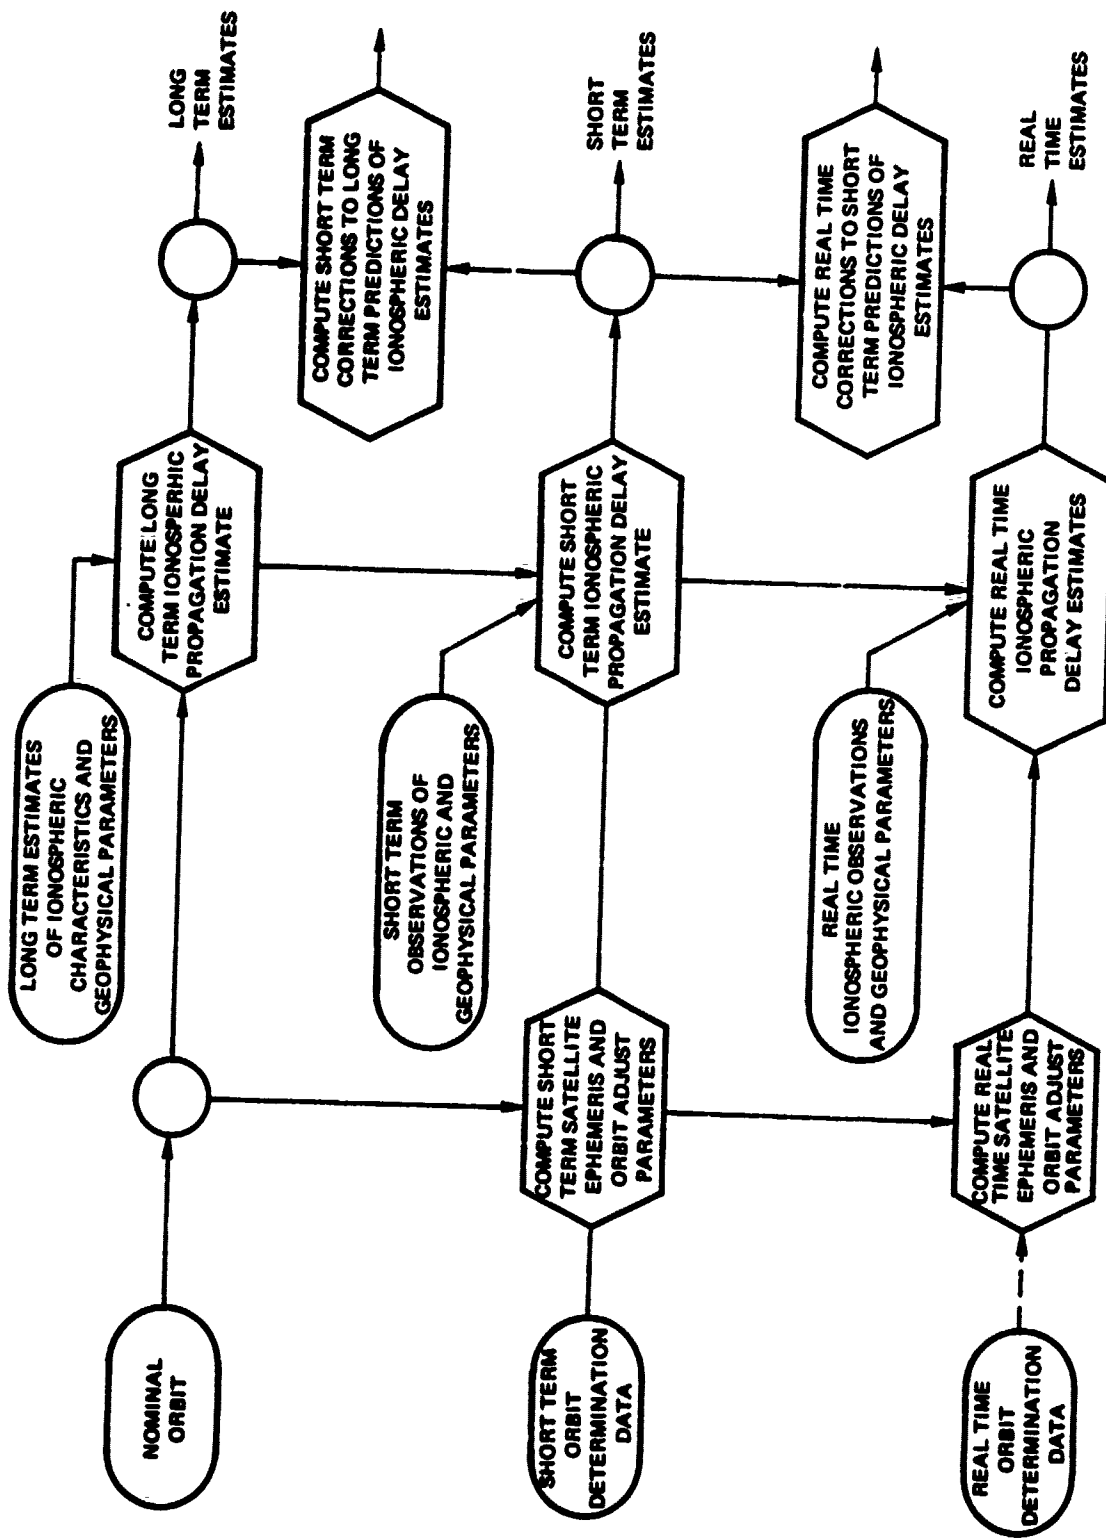 NOMINAL
ORBIT
LONG TERM ESTIMATES
OF IONOSPHERIC
CHARACTERISTICS AND
GEOPHYSICAL PARAMETERS
COMPUTE LONG
TERM IONOSPERHIC
PROPAGATION DELAY
ESTIMATE
LONG
TERM
ESTIMATES
COMPUTE SHORT TERM
CORRECTIONS TO LONG
TERM PREDICTIONS OF
IONOSPHERIC DELAY
ESTIMATES
SHORT TERM
ORBIT
DETERMINATION
DATA
COMPUTE SHORT
TERM SATELLITE
EPHEMERIS AND
ORBIT ADJUST
PARAMETERS
SHORT TERM
OBSERVATIONS OF
IONOSPHERIC AND
GEOPHYSICAL PARAMETERS
COMPUTE SHORT
TERM IONOSPHERIC
PROPAGATION DELAY
ESTIMATE
SHORT
TERM
ESTIMATES
COMPUTE REAL TIME
CORRECTIONS TO SHORT
TERM PREDICTIONS OF
IONOSPHERIC DELAY
ESTIMATES
REAL TIME
ORBIT
DETERMINATION
DATA
COMPUTE REAL
TIME SATELLITE
EPHEMERIS AND
ORBIT ADJUST
PARAMETERS
REAL TIME
IONOSPHERIC OBSERVATIONS
AND GEOPHYSICAL PARAMETERS
COMPUTE REAL TIME
IONOSPHERIC
PROPAGATION
DELAY ESTIMATES
REAL
TIME
ESTIMATES